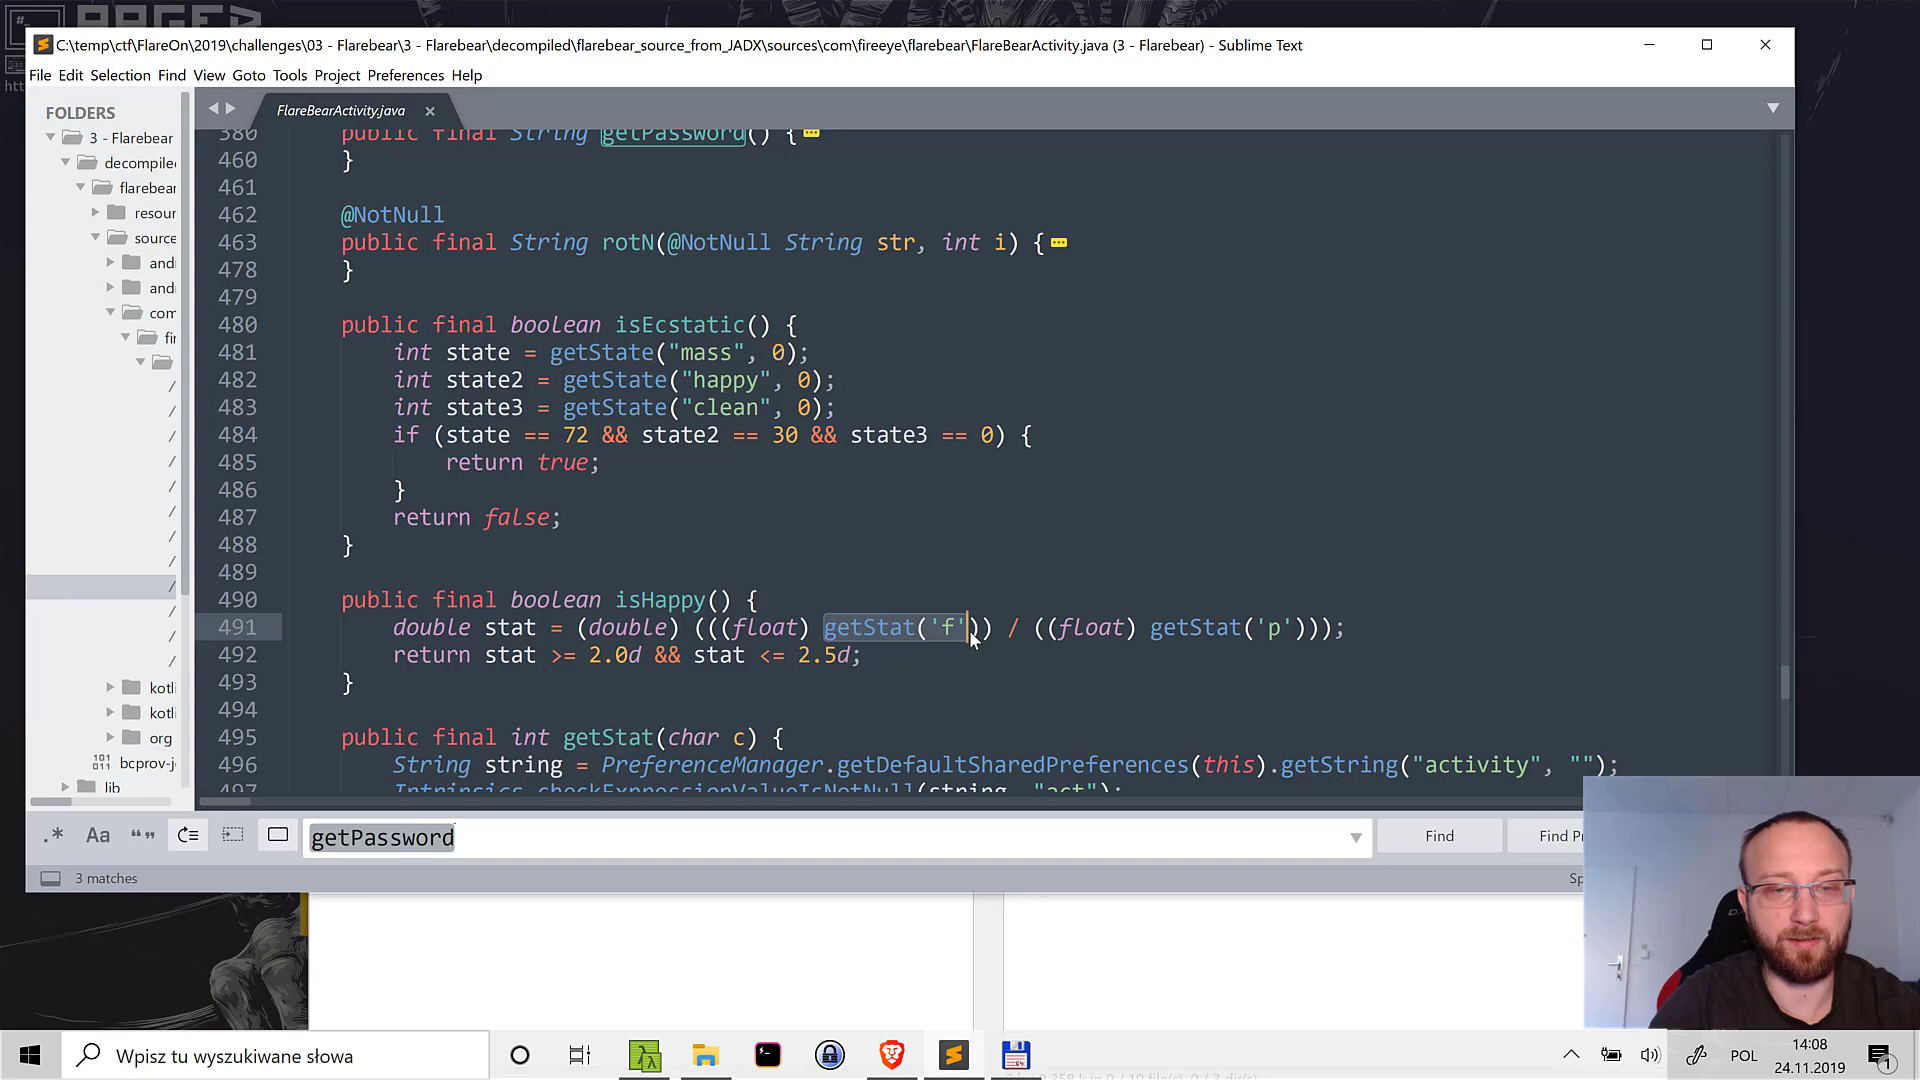 C:\temp\ctf\FlareOn\2019\challenges\03 - Flarebear\3 - Flarebear\decompiled\flarebear_source_from_JADX\sources\com\fireeye\flarebear\FlareBearActivity.java (3 - Flarebear) - Sublime Text
File Edit Selection Find View Goto Tools Project Preferences Help
FOLDERS
3 - Flarebear
decompile
flarebear
resour
source
and
and
com
fir
/
/
/
/
/
/
/
/
/
/
/
/
kotli
kotli
org
bcprov-j
lib
FlareBearActivity.java
380 public final String getPassword() {
460 }
461
462 @NotNull
463 public final String rotN(@NotNull String str, int i) {
478 }
479
480 public final boolean isEcstatic() {
481 int state = getState("mass", 0);
482 int state2 = getState("happy", 0);
483 int state3 = getState("clean", 0);
484 if (state == 72 && state2 == 30 && state3 == 0) {
485 return true;
486 }
487 return false;
488 }
489
490 public final boolean isHappy() {
491 double stat = (double) (((float) getStat('f')) / ((float) getStat('p')));
492 return stat >= 2.0d && stat <= 2.5d;
493 }
494
495 public final int getStat(char c) {
496 String string = PreferenceManager.getDefaultSharedPreferences(this).getString("activity", "");
497 Intrinsics.checkExpressionValueIsNotNull(string, "act");
.* Aa “” getPassword Find Find Pr
3 matches
Sp
Wpisz tu wyszukiwane słowa
POL
14:08
24.11.2019
1